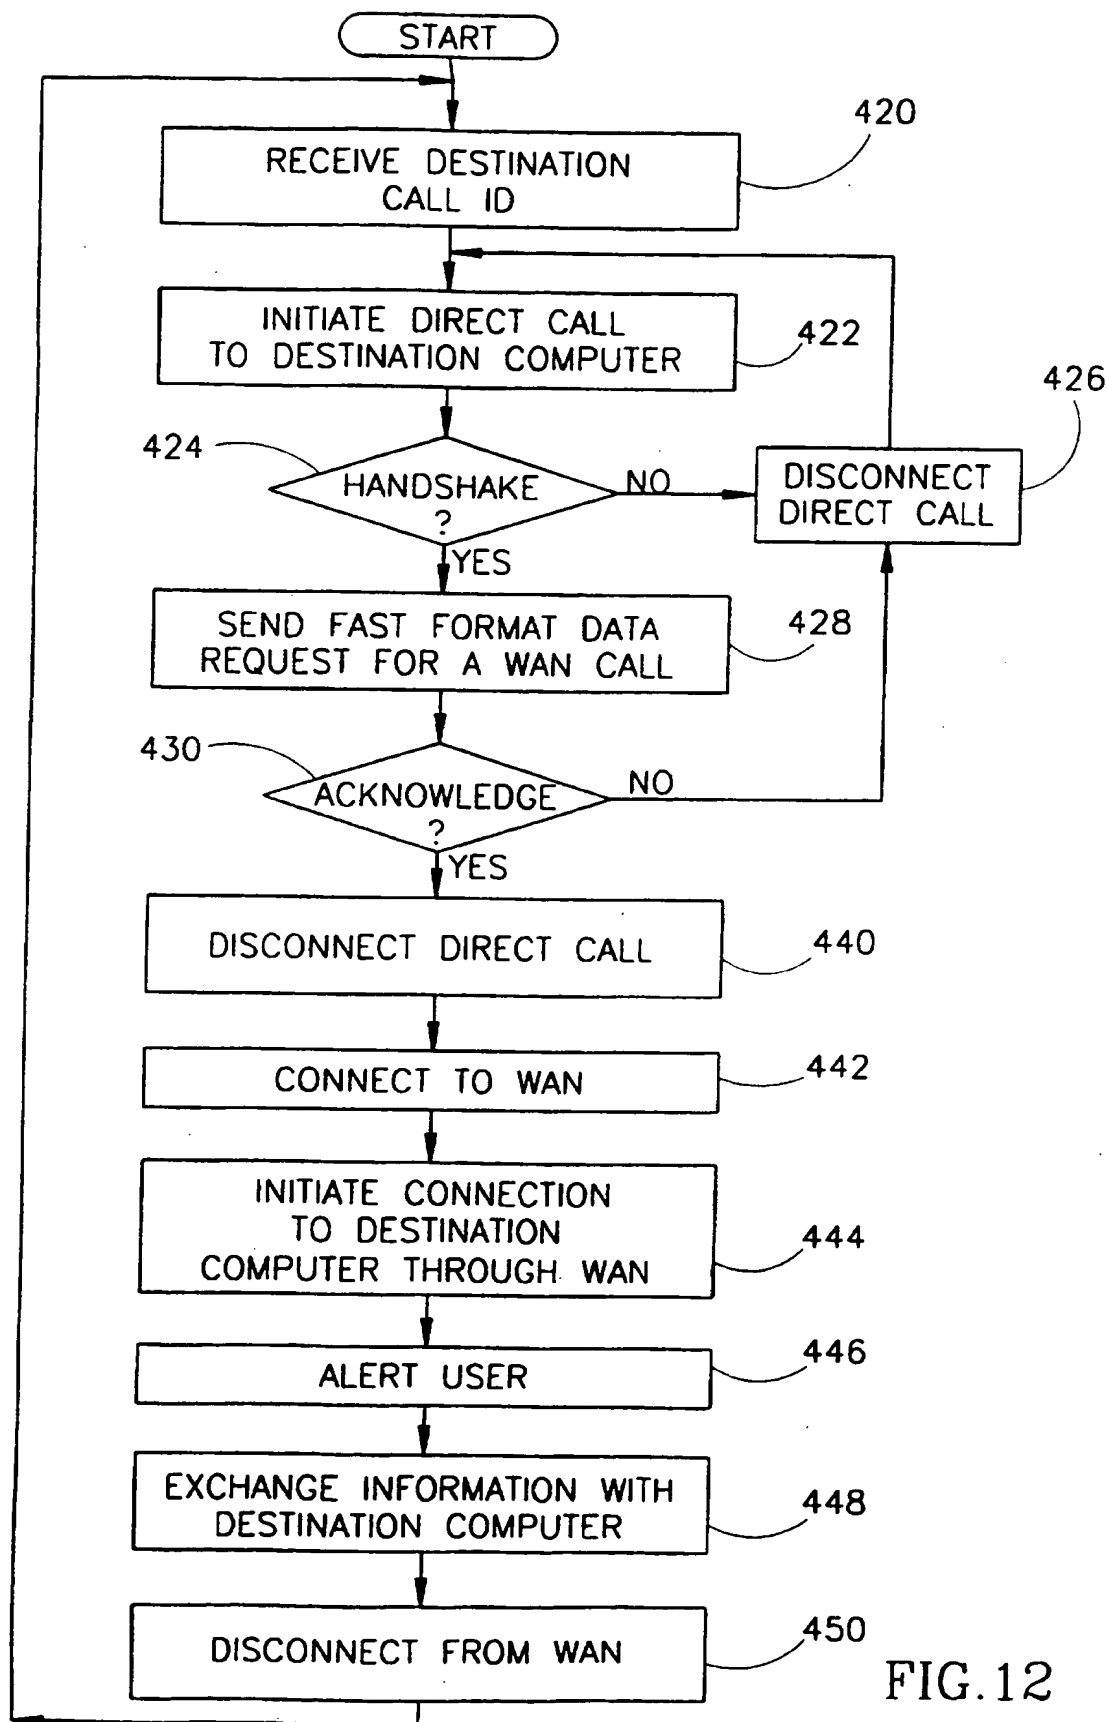 START
RECEIVE DESTINATION
CALL ID
420
INITIATE DIRECT CALL
TO DESTINATION COMPUTER
422
426
424
HANDSHAKE
?
NO
DISCONNECT
DIRECT CALL
YES
SEND FAST FORMAT DATA
REQUEST FOR A WAN CALL
428
430
ACKNOWLEDGE
?
NO
YES
DISCONNECT DIRECT CALL
440
CONNECT TO WAN
442
INITIATE CONNECTION
TO DESTINATION
COMPUTER THROUGH WAN
444
ALERT USER
446
EXCHANGE INFORMATION WITH
DESTINATION COMPUTER
448
DISCONNECT FROM WAN
450
FIG.12